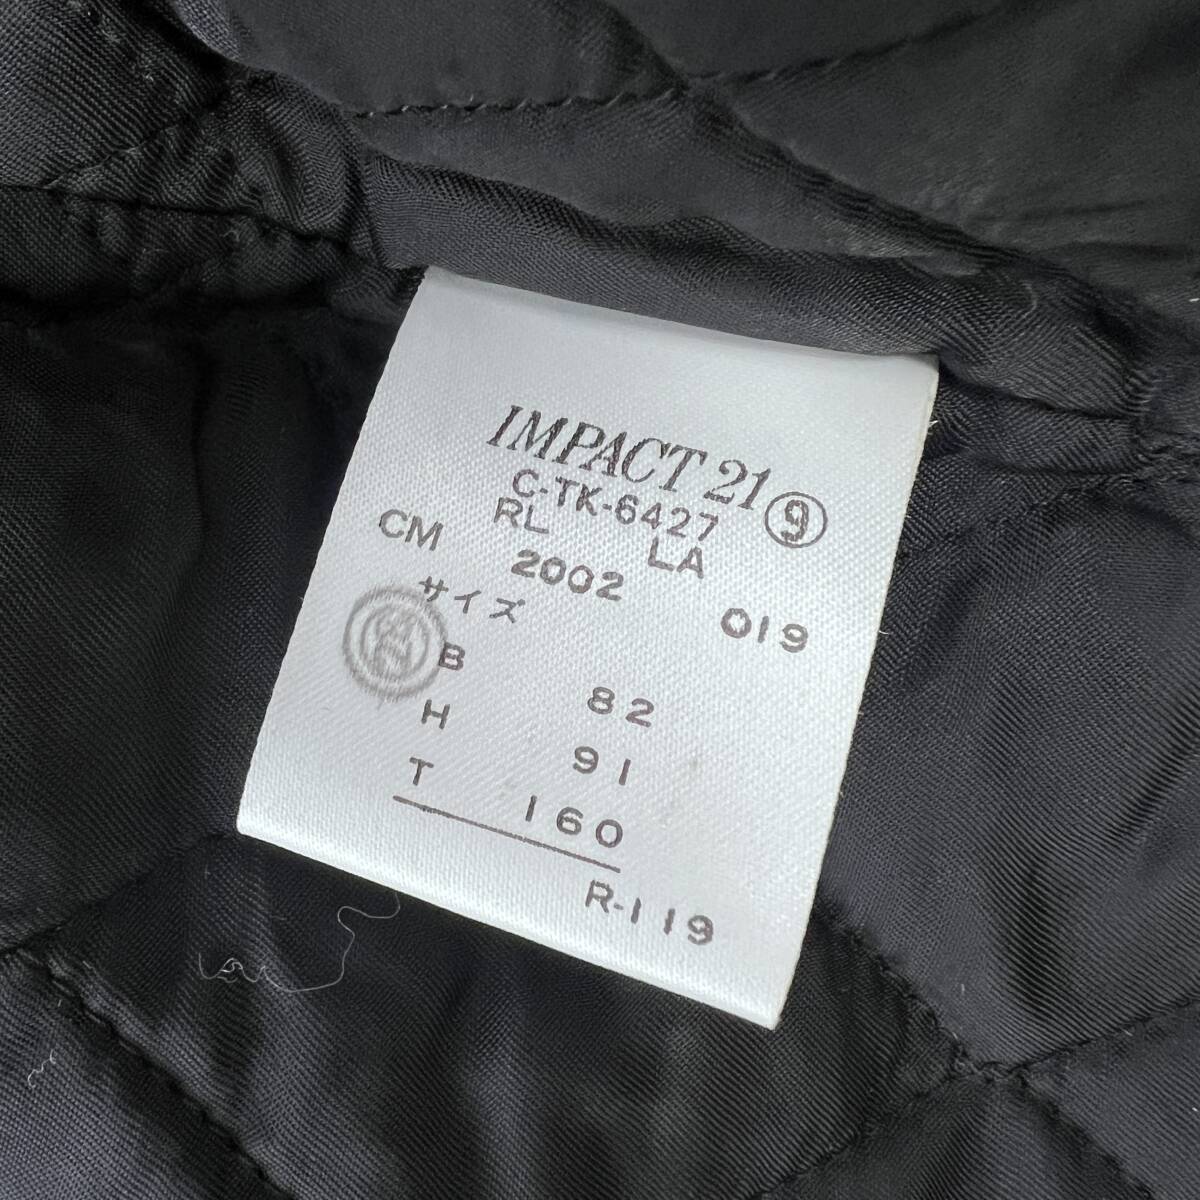 IMPACT 21 ⑨
C-TK-6427
RL LA
CM 2002 019
サイズ
B 82
H 91
T 160
R-119